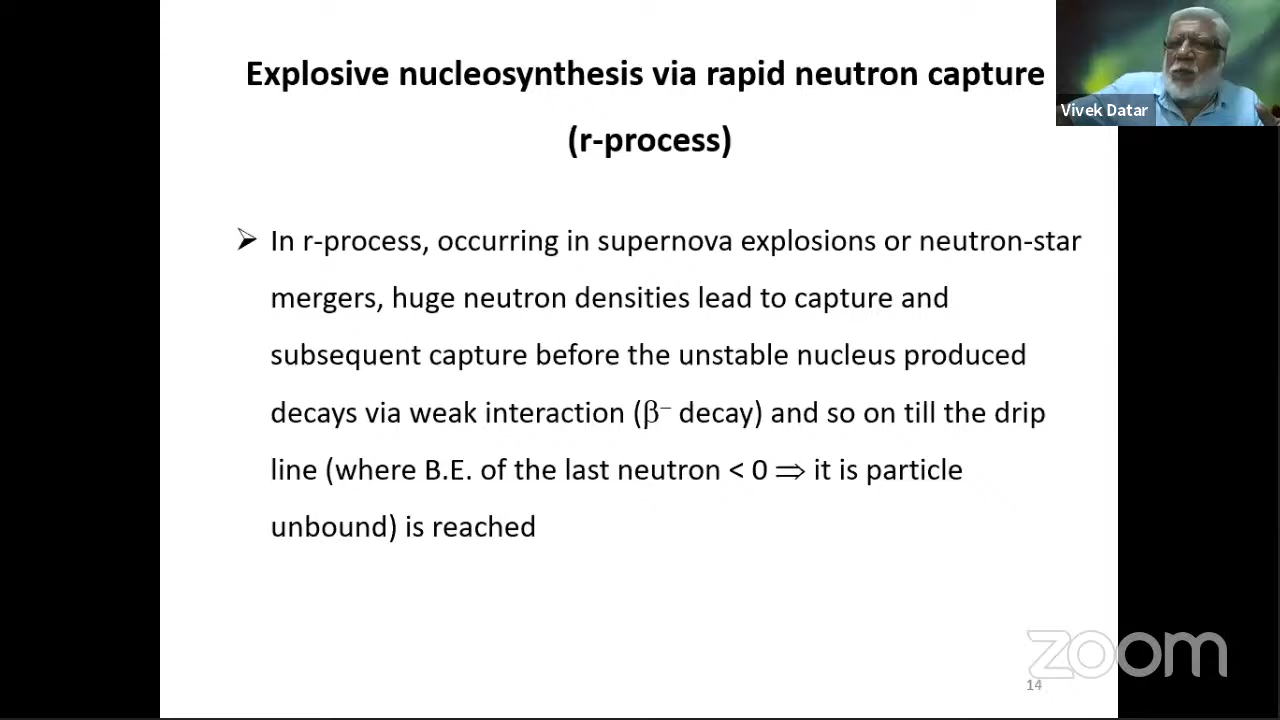 Explosive nucleosynthesis via rapid neutron capture
(r-process)
Vivek Datar
➢ In r-process, occurring in supernova explosions or neutron-star
mergers, huge neutron densities lead to capture and
subsequent capture before the unstable nucleus produced
decays via weak interaction (β⁻ decay) and so on till the drip
line (where B.E. of the last neutron < 0 ⇒ it is particle
unbound) is reached
zoom
14